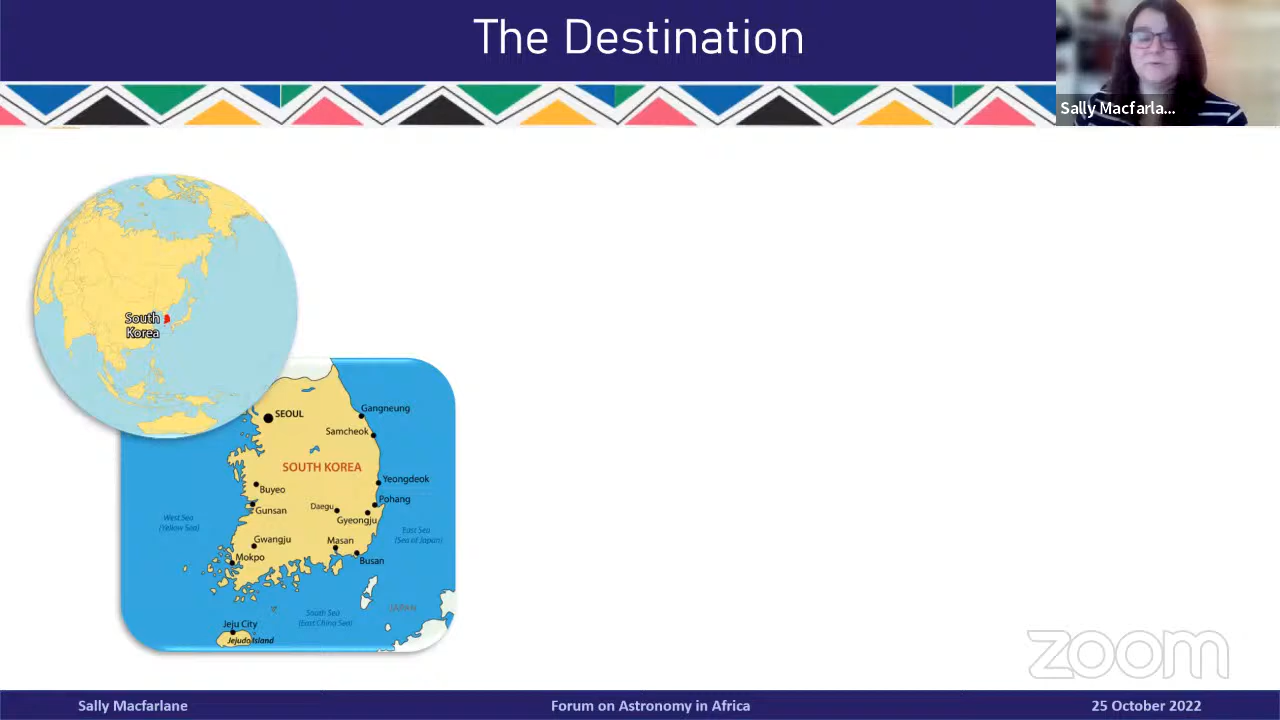 The Destination
Sally Macfarla...
South
Korea
SEOUL
Gangneung
Samcheok
SOUTH KOREA
Yeongdeok
Buyeo
Pohang
Gunsan
Daegu
Gyeongju
West Sea
(Yellow Sea)
East Sea
(Sea of Japan)
Gwangju
Masan
Mokpo
Busan
JAPAN
South Sea
(East China Sea)
Jeju City
Jejudo Island
zoom
Sally Macfarlane
Forum on Astronomy in Africa
25 October 2022